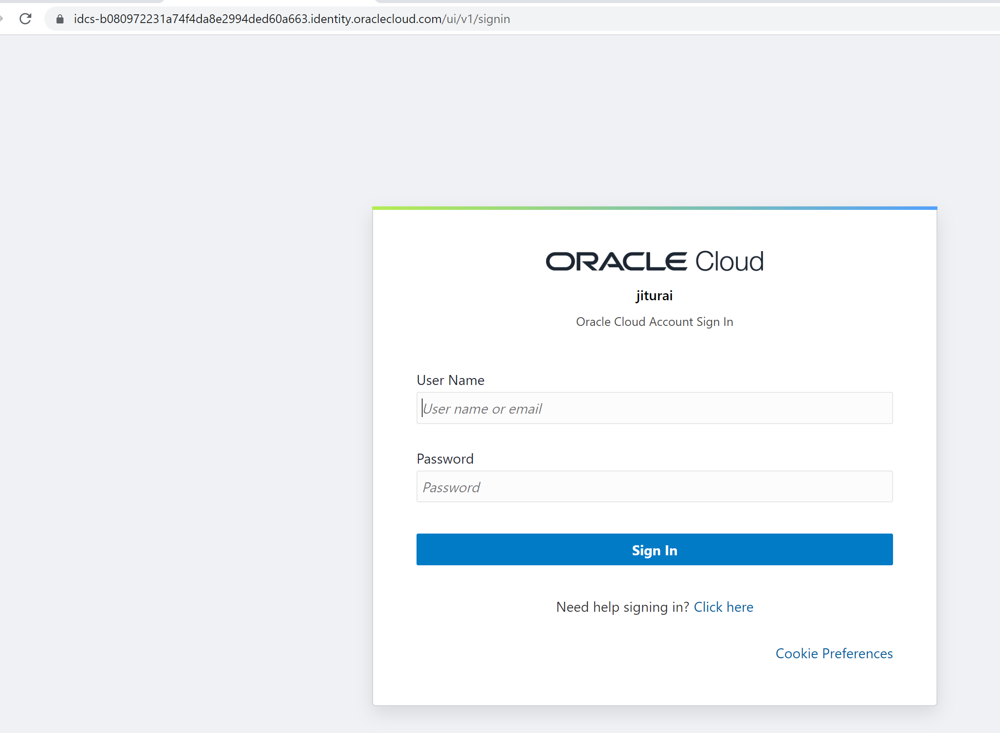 idcs-b080972231a74f4da8e2994ded60a663.identity.oraclecloud.com/ui/v1/signin
ORACLE Cloud
jiturai
Oracle Cloud Account Sign In
User Name
User name or email
Password
Password
Sign In
Need help signing in? Click here
Cookie Preferences